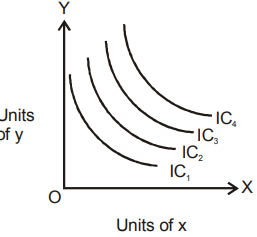 Y
IC₄
Units
of y
IC₃
IC₂
IC₁
O
X
Units of x